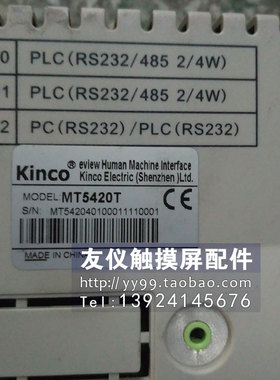 0 PLC(RS232/485 2/4W)
1 PLC(RS232/485 2/4W)
2 PC(RS232)/PLC(RS232)
Kinco® eview Human Machine Interface
Kinco Electric (Shenzhen) Ltd.
MODEL MT5420T
S/N: MT542040100011110001
CE
MADE IN CHINA
友仪触摸屏配件
http://yy99.taobao.com
Tel: 13924145676